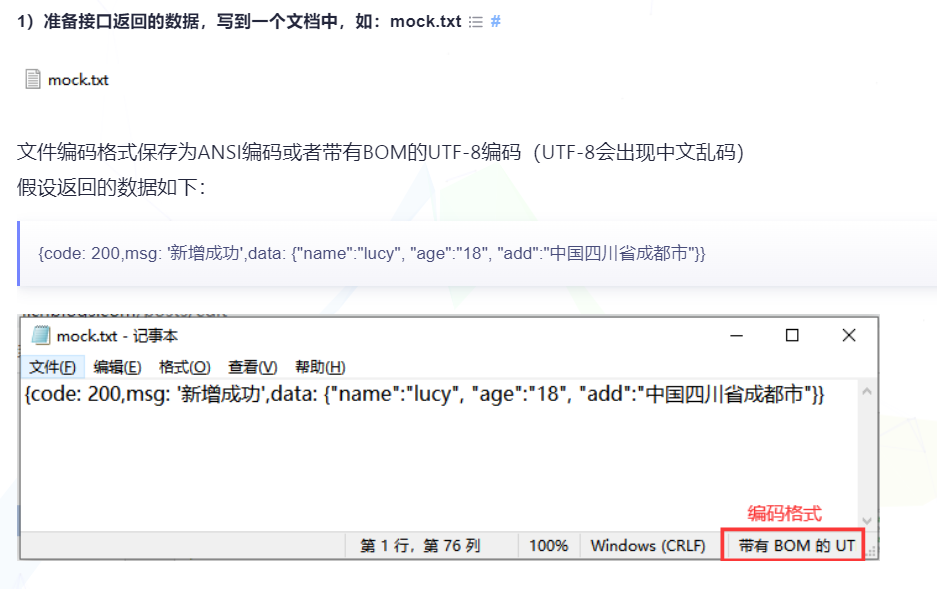 1）准备接口返回的数据，写到一个文档中，如：mock.txt #
mock.txt
文件编码格式保存为ANSI编码或者带有BOM的UTF-8编码（UTF-8会出现中文乱码）
假设返回的数据如下：
{code: 200,msg: '新增成功',data: {"name":"lucy", "age":"18", "add":"中国四川省成都市"}}
mock.txt - 记事本
文件(F) 编辑(E) 格式(O) 查看(V) 帮助(H)
{code: 200,msg: '新增成功',data: {"name":"lucy", "age":"18", "add":"中国四川省成都市"}}
编码格式
第 1 行，第 76 列 100% Windows (CRLF) 带有 BOM 的 UT